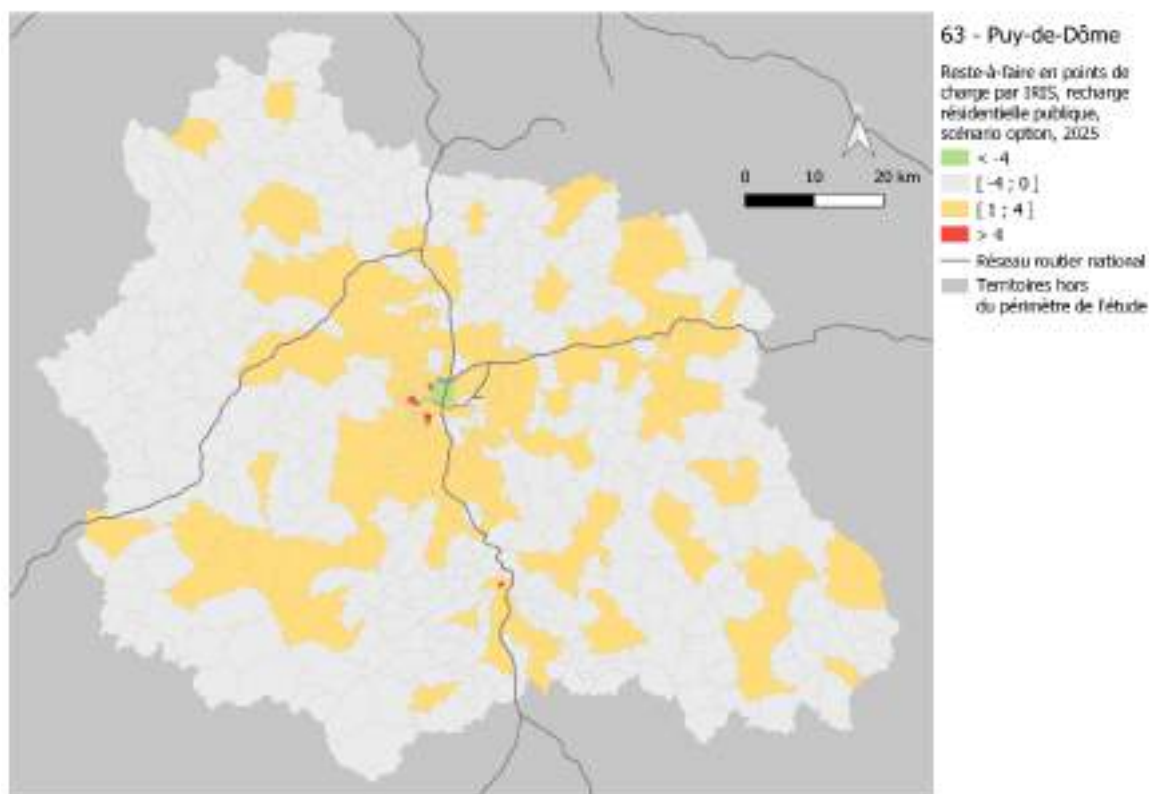 63 - Puy-de-Dôme
Reste-à-faire en points de
charge par IRIS, recharge
résidentielle publique,
scénario option, 2025
< -4
[ -4 ; 0 ]
[ 1 ; 4 ]
> 4
Réseau routier national
Territoires hors
du périmètre de l'étude
0 10 20 km